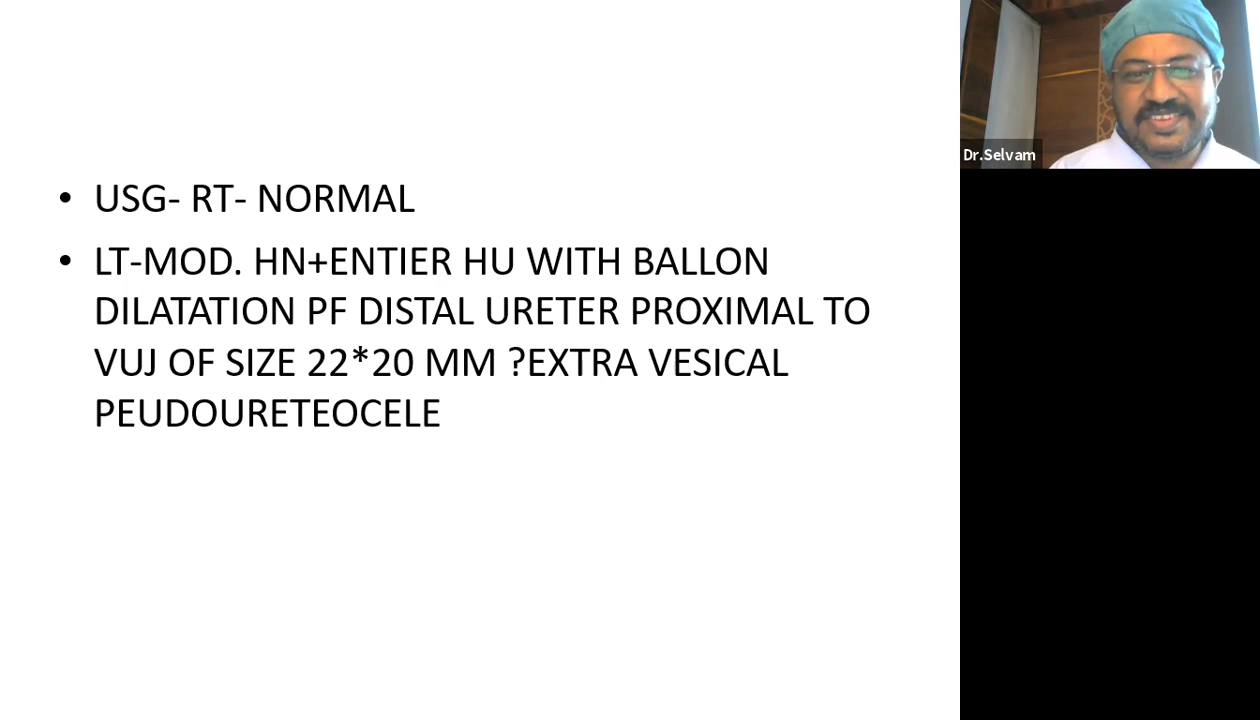 • USG- RT- NORMAL
• LT-MOD. HN+ENTIER HU WITH BALLON
DILATATION PF DISTAL URETER PROXIMAL TO
VUJ OF SIZE 22*20 MM ?EXTRA VESICAL
PEUDOURETEOCELE
Dr.Selvam